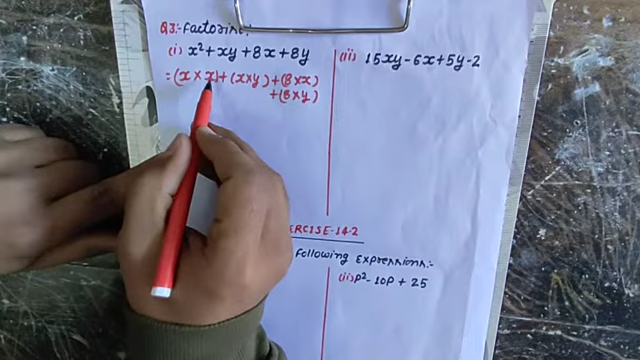 Q3:- Factorise.
(i) x² + xy + 8x + 8y
= (x × x) + (x×y) + (8 × x)
+ (8 × y)
(ii) 15xy - 6x + 5y - 2
ERCISE-14.2
following Expressions:-
(ii) P² - 10P + 25